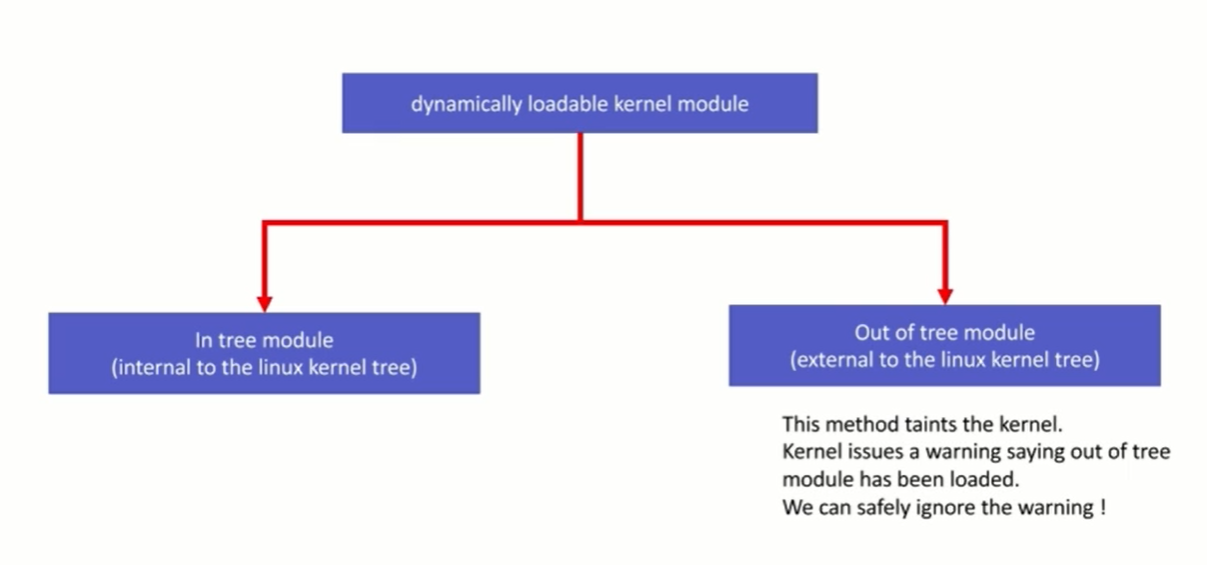 dynamically loadable kernel module
In tree module
(internal to the linux kernel tree)
Out of tree module
(external to the linux kernel tree)
This method taints the kernel.
Kernel issues a warning saying out of tree
module has been loaded.
We can safely ignore the warning !